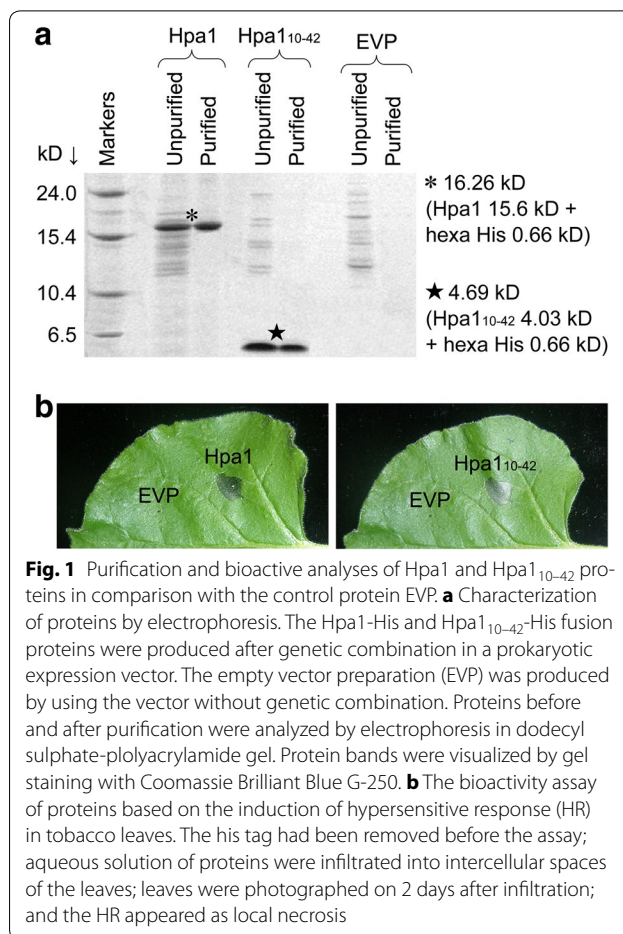 a
Hpa1 Hpa1₁₀₋₄₂ EVP
kD ↓ Markers Unpurified Purified Unpurified Purified Unpurified Purified
24.0
15.4
10.4
6.5
*
★
* 16.26 kD
(Hpa1 15.6 kD +
hexa His 0.66 kD)
★ 4.69 kD
(Hpa1₁₀₋₄₂ 4.03 kD
+ hexa His 0.66 kD)
b
EVP Hpa1 EVP Hpa1₁₀₋₄₂
Fig. 1 Purification and bioactive analyses of Hpa1 and Hpa1₁₀₋₄₂ pro-
teins in comparison with the control protein EVP. a Characterization
of proteins by electrophoresis. The Hpa1-His and Hpa1₁₀₋₄₂-His fusion
proteins were produced after genetic combination in a prokaryotic
expression vector. The empty vector preparation (EVP) was produced
by using the vector without genetic combination. Proteins before
and after purification were analyzed by electrophoresis in dodecyl
sulphate-plolyacrylamide gel. Protein bands were visualized by gel
staining with Coomassie Brilliant Blue G-250. b The bioactivity assay
of proteins based on the induction of hypersensitive response (HR)
in tobacco leaves. The his tag had been removed before the assay;
aqueous solution of proteins were infiltrated into intercellular spaces
of the leaves; leaves were photographed on 2 days after infiltration;
and the HR appeared as local necrosis